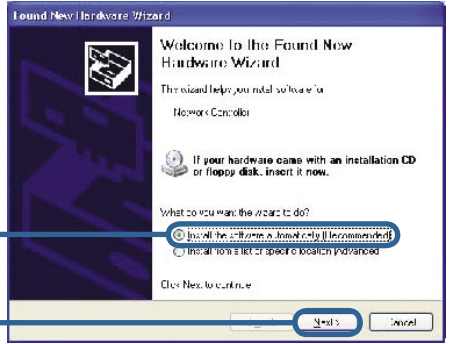 Found New Hardware Wizard
Welcome to the Found New
Hardware Wizard
This wizard helps you install software for:
Network Controller
If your hardware came with an installation CD
or floppy disk, insert it now.
What do you want the wizard to do?
Install the software automatically (Recommended)
Install from a list or specific location (Advanced)
Click Next to continue.
Next >
Cancel